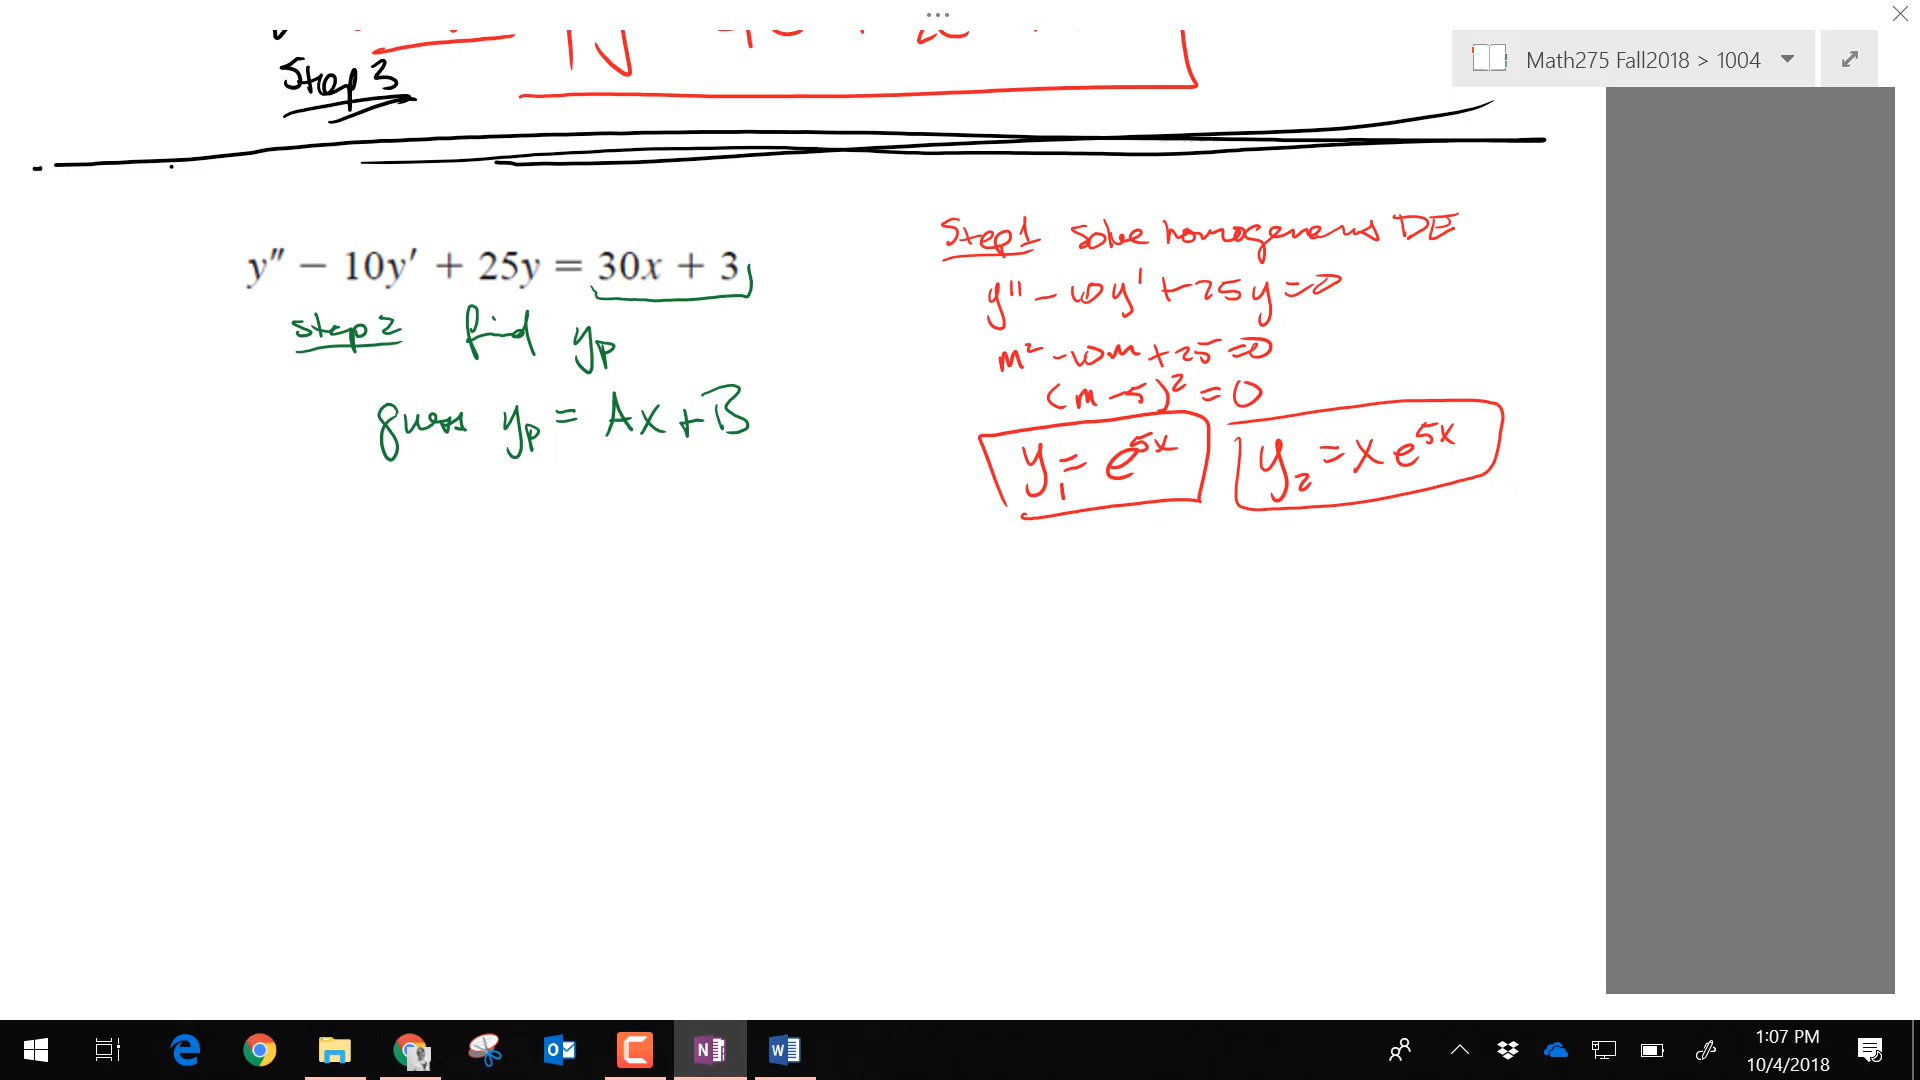 Step 3
Math275 Fall2018 > 1004
y″ − 10y′ + 25y = 30x + 3
Step 2 find yp
guess yp = Ax + B
Step 1 Solve homogeneous DE
y'' - 10y' + 25y = 0
m² - 10m + 25 = 0
(m - 5)² = 0
y₁ = e^5x y₂ = x e^5x
1:07 PM
10/4/2018